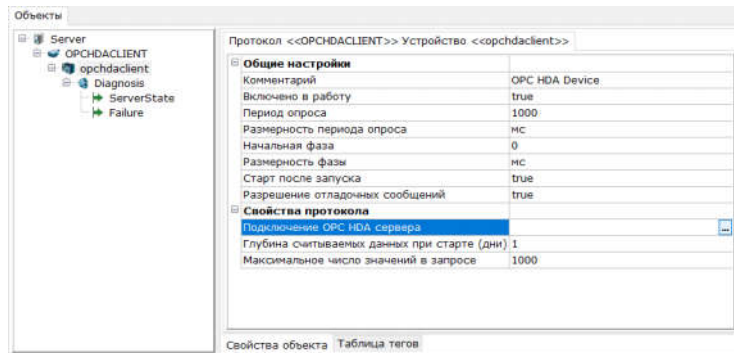 Объекты
Server
OPCHDACLIENT
opchdaclient
Diagnosis
ServerState
Failure
Протокол <<OPCHDACLIENT>> Устройство <<opchdaclient>>
Общие настройки
Комментарий OPC HDA Device
Включено в работу true
Период опроса 1000
Размерность периода опроса мс
Начальная фаза 0
Размерность фазы мс
Старт после запуска true
Разрешение отладочных сообщений true
Свойства протокола
Подключение OPC HDA сервера ...
Глубина считываемых данных при старте (дни) 1
Максимальное число значений в запросе 1000
Свойства объекта Таблица тегов